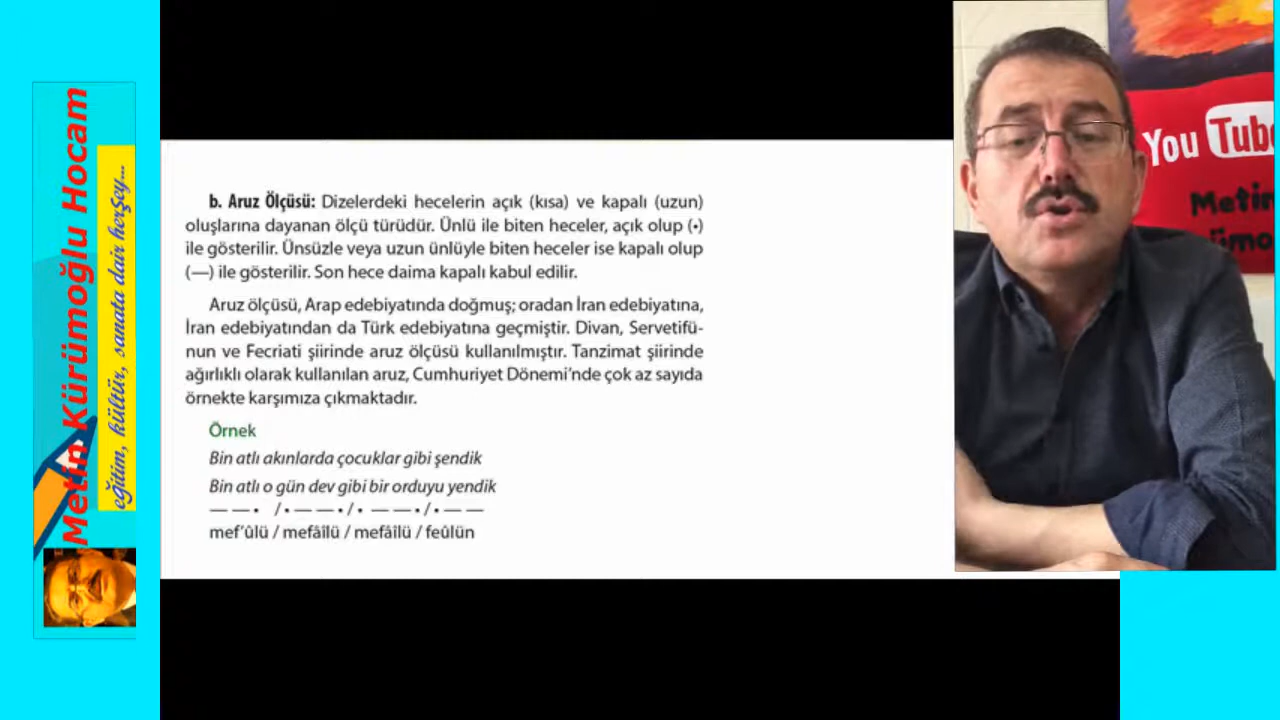 Metin Kürümoğlu Hocam
eğitim, kültür, sanata dair herşey...
b. Aruz Ölçüsü: Dizelerdeki hecelerin açık (kısa) ve kapalı (uzun)
oluşlarına dayanan ölçü türüdür. Ünlü ile biten heceler, açık olup (•)
ile gösterilir. Ünsüzle veya uzun ünlüyle biten heceler ise kapalı olup
(—) ile gösterilir. Son hece daima kapalı kabul edilir.
Aruz ölçüsü, Arap edebiyatında doğmuş; oradan İran edebiyatına,
İran edebiyatından da Türk edebiyatına geçmiştir. Divan, Servetifü-
nun ve Fecriati şiirinde aruz ölçüsü kullanılmıştır. Tanzimat şiirinde
ağırlıklı olarak kullanılan aruz, Cumhuriyet Dönemi’nde çok az sayıda
örnekte karşımıza çıkmaktadır.
Örnek
Bin atlı akınlarda çocuklar gibi şendik
Bin atlı o gün dev gibi bir orduyu yendik
— — • / • — — • / • — — • / • — —
mef’ûlü / mefâîlü / mefâîlü / feûlün
You Tube
Metin